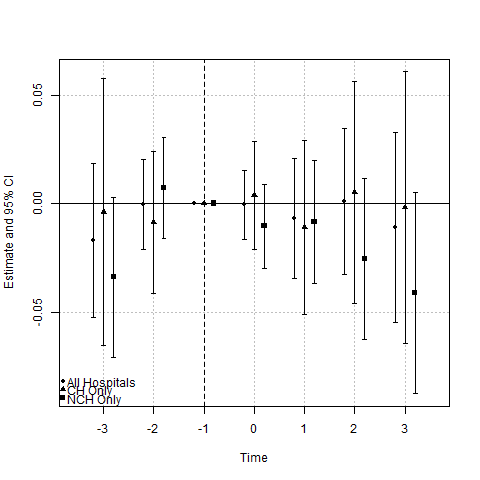 0.05
0.00
-0.05
Estimate and 95% CI
All Hospitals
CH Only
NCH Only
-3 -2 -1 0 1 2 3
Time